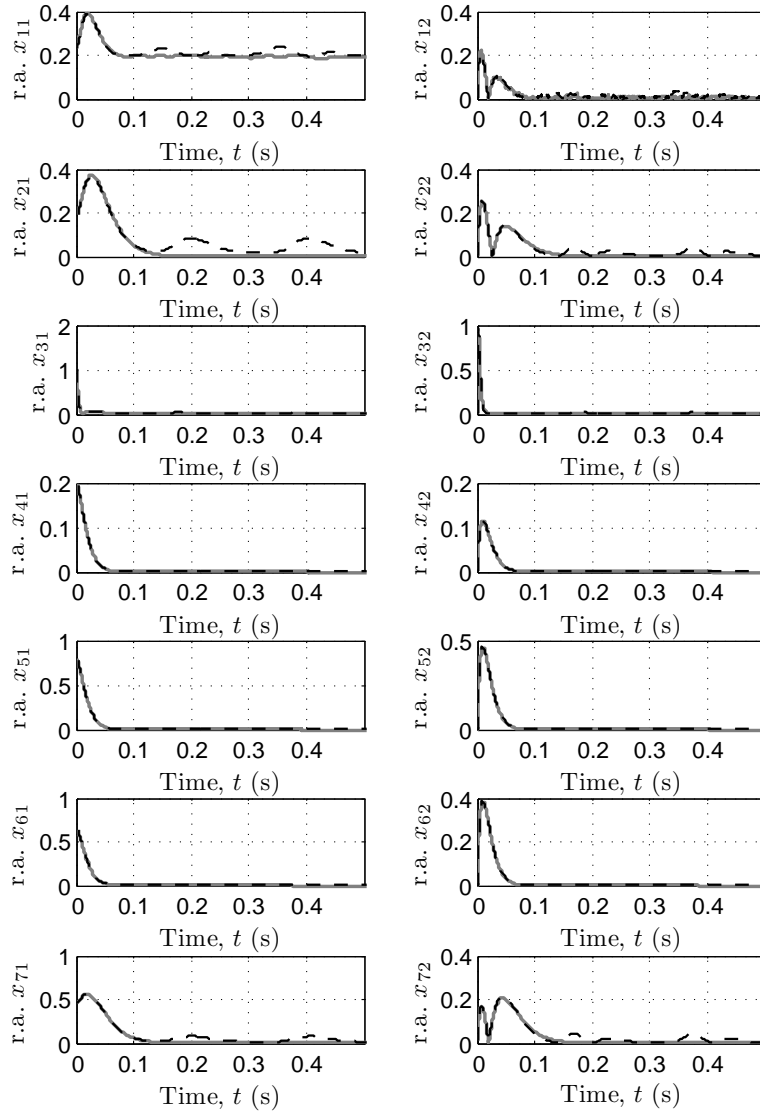 0.4
0.2
0
r.a. x11
0 0.1 0.2 0.3 0.4
Time, t (s)
0.4
0.2
0
r.a. x12
0 0.1 0.2 0.3 0.4
Time, t (s)
0.4
0.2
0
r.a. x21
0 0.1 0.2 0.3 0.4
Time, t (s)
0.4
0.2
0
r.a. x22
0 0.1 0.2 0.3 0.4
Time, t (s)
2
1
0
r.a. x31
0 0.1 0.2 0.3 0.4
Time, t (s)
1
0.5
0
r.a. x32
0 0.1 0.2 0.3 0.4
Time, t (s)
0.2
0.1
0
r.a. x41
0 0.1 0.2 0.3 0.4
Time, t (s)
0.2
0.1
0
r.a. x42
0 0.1 0.2 0.3 0.4
Time, t (s)
1
0.5
0
r.a. x51
0 0.1 0.2 0.3 0.4
Time, t (s)
0.5
0
r.a. x52
0 0.1 0.2 0.3 0.4
Time, t (s)
1
0.5
0
r.a. x61
0 0.1 0.2 0.3 0.4
Time, t (s)
0.4
0.2
0
r.a. x62
0 0.1 0.2 0.3 0.4
Time, t (s)
1
0.5
0
r.a. x71
0 0.1 0.2 0.3 0.4
Time, t (s)
0.4
0.2
0
r.a. x72
0 0.1 0.2 0.3 0.4
Time, t (s)